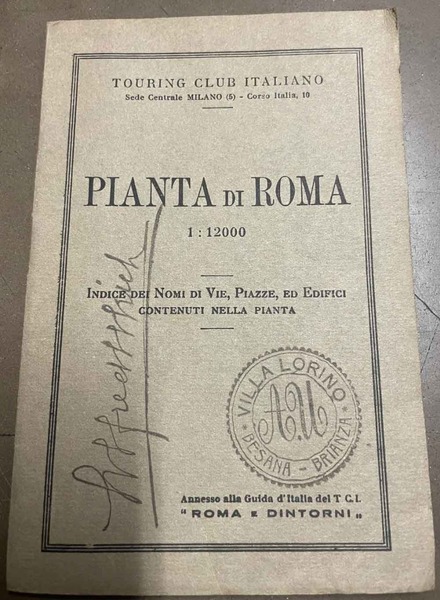 TOURING CLUB ITALIANO
Sede Centrale MILANO (5) - Corso Italia, 10
PIANTA DI ROMA
1 : 12000
INDICE DEI NOMI DI VIE, PIAZZE, ED EDIFICI
CONTENUTI NELLA PIANTA
VILLA LORINO
A.U
BESANA - BRIANZA
Annesso alla Guida d'Italia del T C I.
" ROMA E DINTORNI „